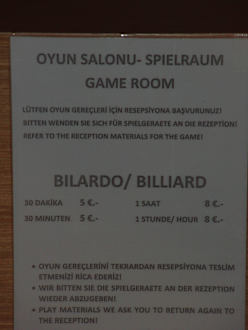 OYUN SALONU- SPIELRAUM
GAME ROOM
LÜTFEN OYUN GEREÇLERİ İÇİN RESEPSİYONA BAŞVURUNUZ!
BITTEN WENDEN SIE SICH FÜR SPIELGERAETE AN DIE REZEPTION!
REFER TO THE RECEPTION MATERIALS FOR THE GAME!
BILARDO/ BILLIARD
30 DAKİKA 5 €.- 1 SAAT 8 €.-
30 MINUTEN 5 €.- 1 STUNDE/ HOUR 8 €.-
• OYUN GEREÇLERİNİ TEKRARDAN RESEPSİYONA TESLİM
ETMENİZİ RİCA EDERİZ!
• WIR BITTEN SIE DIE SPIELGERAETE AN DER REZEPTION
WIEDER ABZUGEBEN!
• PLAY MATERIALS WE ASK YOU TO RETURN AGAIN TO
THE RECEPTION!